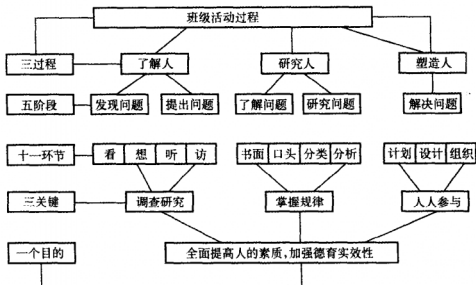 班级活动过程
三过程 了解人 研究人 塑造人
五阶段 发现问题 提出问题 了解问题 研究问题 解决问题
十一环节 看 想 听 访 书面 口头 分类 分析 计划 设计 组织
三关键 调查研究 掌握规律 人人参与
一个目的 全面提高人的素质,加强德育实效性